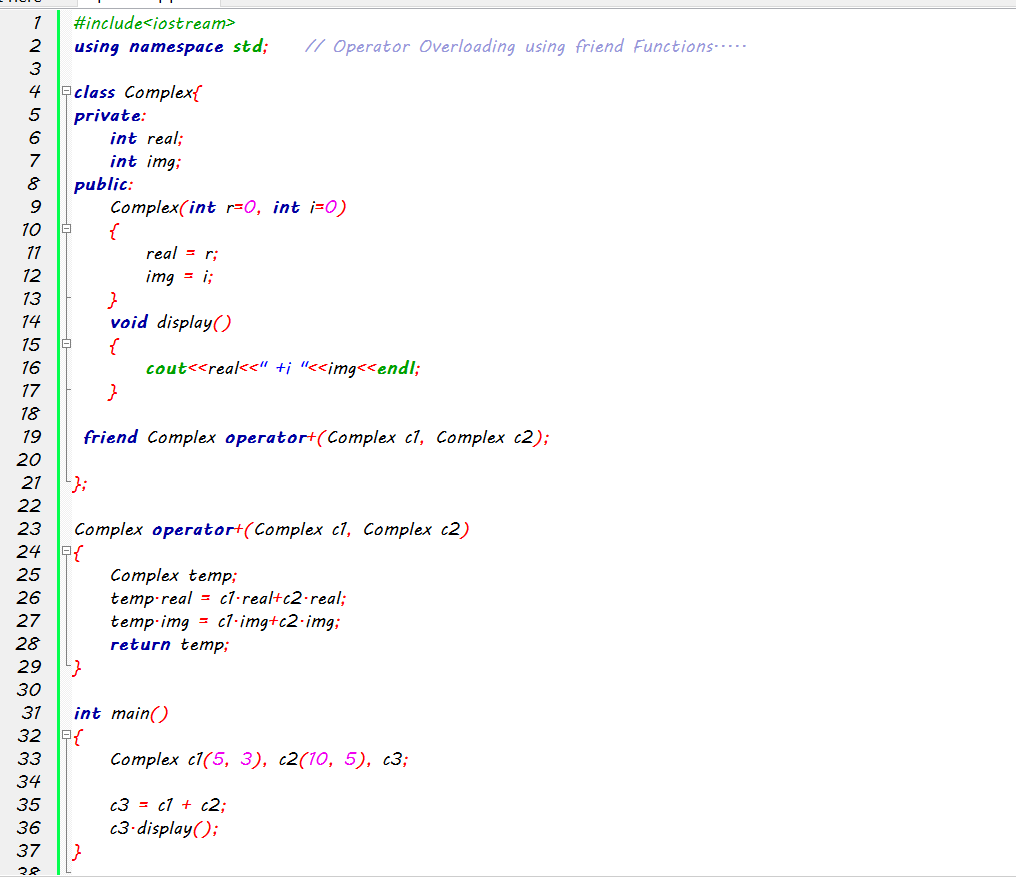 1 #include<iostream>
2 using namespace std;    // Operator Overloading using friend Functions.....
3
4 class Complex{
5 private:
6     int real;
7     int img;
8 public:
9     Complex(int r=0, int i=0)
10     {
11         real = r;
12         img = i;
13     }
14     void display()
15     {
16         cout<<real<<" +i "<<img<<endl;
17     }
18
19  friend Complex operator+(Complex c1, Complex c2);
20
21 };
22
23 Complex operator+(Complex c1, Complex c2)
24 {
25     Complex temp;
26     temp.real = c1.real+c2.real;
27     temp.img = c1.img+c2.img;
28     return temp;
29 }
30
31 int main()
32 {
33     Complex c1(5, 3), c2(10, 5), c3;
34
35     c3 = c1 + c2;
36     c3.display();
37 }
38